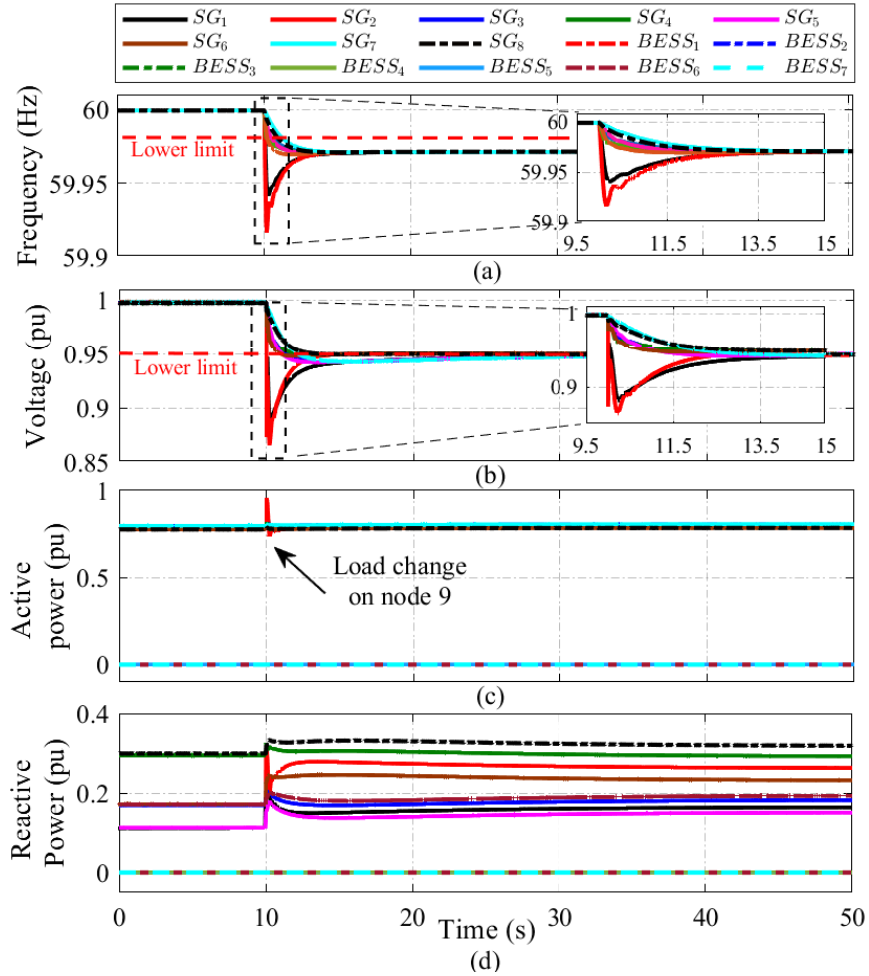 SG₁ SG₂ SG₃ SG₄ SG₅
SG₆ SG₇ SG₈ BESS₁ BESS₂
BESS₃ BESS₄ BESS₅ BESS₆ BESS₇
Frequency (Hz)
60
59.95
59.9
Lower limit
60
59.95
59.9
9.5 11.5 13.5 15
(a)
Voltage (pu)
1
0.95
0.9
0.85
Lower limit
1
0.9
9.5 11.5 13.5 15
(b)
Active
power (pu)
1
0.5
0
Load change
on node 9
(c)
Reactive
Power (pu)
0.4
0.2
0
0 10 20 30 40 50
Time (s)
(d)